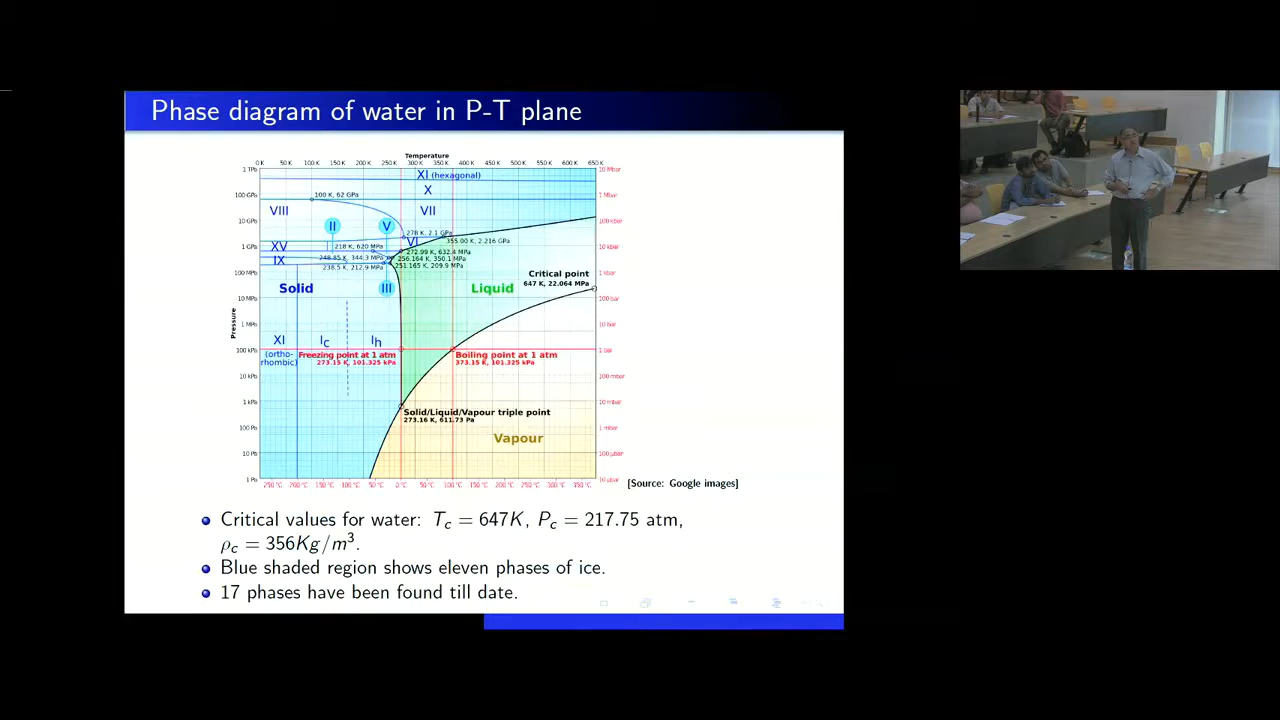 Phase diagram of water in P-T plane
Temperature
0 K 50 K 100 K 150 K 200 K 250 K 300 K 350 K 400 K 450 K 500 K 550 K 600 K 650 K
1 TPa
10 Mbar
XI (hexagonal)
X
100 GPa
100 K, 62 GPa
1 Mbar
VIII
VII
10 GPa
100 kbar
II
V
278 K, 2.1 GPa
VI
355.00 K, 2.216 GPa
1 GPa
XV
218 K, 620 MPa
10 kbar
272.99 K, 632.4 MPa
IX
248.85 K, 344.3 MPa
256.164 K, 350.1 MPa
238.5 K, 212.9 MPa
251.165 K, 209.9 MPa
100 MPa
1 kbar
Critical point
647 K, 22.064 MPa
Solid
III
Liquid
10 MPa
100 bar
Pressure
1 MPa
10 bar
XI
Ic
Ih
100 kPa
1 bar
(ortho-
rhombic)
Freezing point at 1 atm
273.15 K, 101.325 kPa
Boiling point at 1 atm
373.15 K, 101.325 kPa
10 kPa
100 mbar
1 kPa
10 mbar
Solid/Liquid/Vapour triple point
273.16 K, 611.73 Pa
100 Pa
1 mbar
Vapour
10 Pa
100 µbar
1 Pa
10 µbar
250 °C 200 °C 150 °C 100 °C 50 °C 0 °C 50 °C 100 °C 150 °C 200 °C 250 °C 300 °C 350 °C
[Source: Google images]
Critical values for water: Tc = 647K, Pc = 217.75 atm,
ρc = 356Kg/m³.
Blue shaded region shows eleven phases of ice.
17 phases have been found till date.